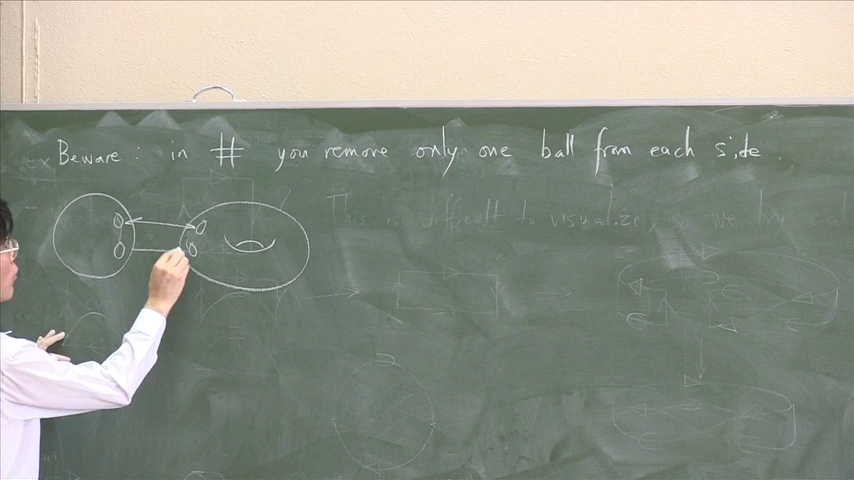 Beware: in # you remove only one ball from each side.
This is difficult to visualize, so we